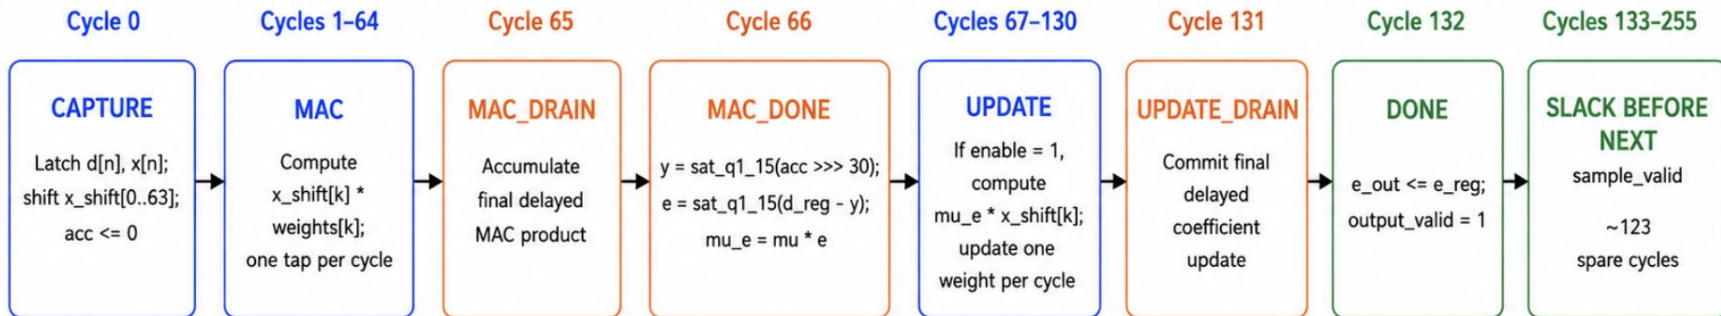 Cycle 0
CAPTURE
Latch d[n], x[n];
shift x_shift[0..63];
acc <= 0
Cycles 1–64
MAC
Compute
x_shift[k] *
weights[k];
one tap per cycle
Cycle 65
MAC_DRAIN
Accumulate
final delayed
MAC product
Cycle 66
MAC_DONE
y = sat_q1_15(acc >>> 30);
e = sat_q1_15(d_reg - y);
mu_e = mu * e
Cycles 67–130
UPDATE
If enable = 1,
compute
mu_e * x_shift[k];
update one
weight per cycle
Cycle 131
UPDATE_DRAIN
Commit final
delayed
coefficient
update
Cycle 132
DONE
e_out <= e_reg;
output_valid = 1
Cycles 133–255
SLACK BEFORE
NEXT
sample_valid
~123
spare cycles